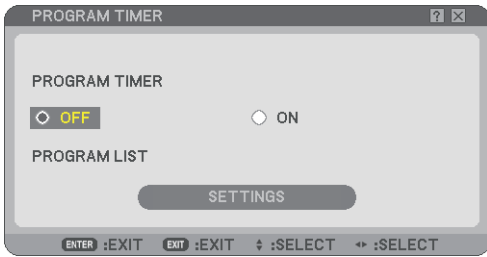 PROGRAM TIMER
PROGRAM TIMER
OFF ON
PROGRAM LIST
SETTINGS
ENTER :EXIT EXIT :EXIT :SELECT :SELECT